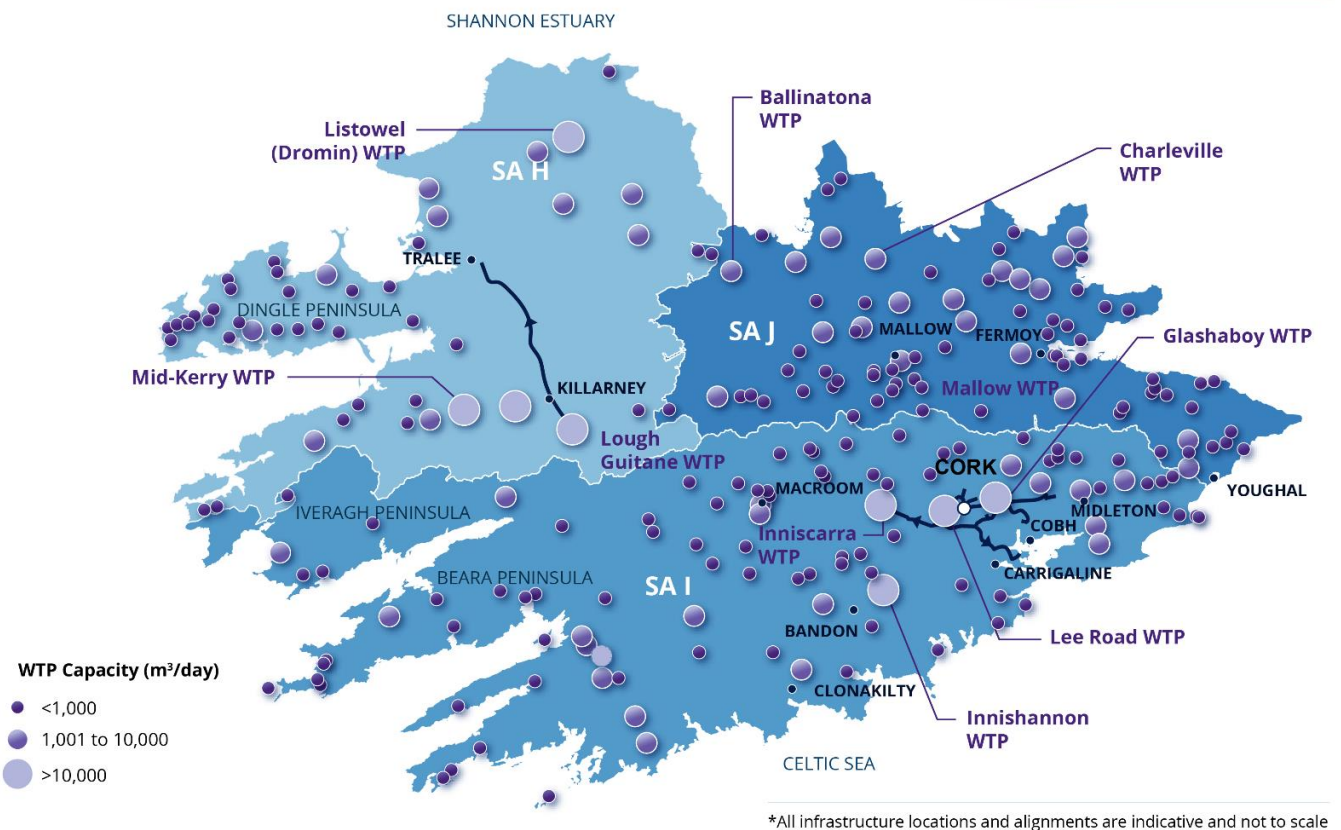 SHANNON ESTUARY
Ballinatona
WTP
Listowel
(Dromin) WTP
Charleville
WTP
SA H
TRALEE
DINGLE PENINSULA
SA J
MALLOW
FERMOY
Glashaboy WTP
Mid-Kerry WTP
KILLARNEY
Mallow WTP
Lough
Guitane WTP
CORK
MACROOM
YOUGHAL
IVERAGH PENINSULA
MIDLETON
Inniscarra
WTP
COBH
BEARA PENINSULA
SA I
CARRIGALINE
BANDON
Lee Road WTP
WTP Capacity (m³/day)
<1,000
1,001 to 10,000
>10,000
CLONAKILTY
Innishannon
WTP
CELTIC SEA
*All infrastructure locations and alignments are indicative and not to scale